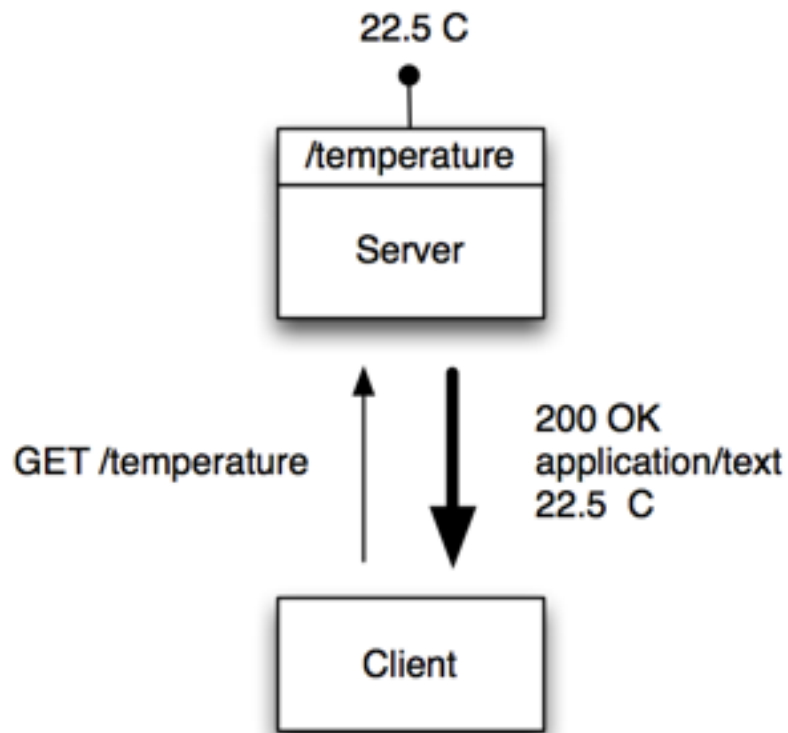 22.5 C
/temperature
Server
GET /temperature
200 OK
application/text
22.5  C
Client